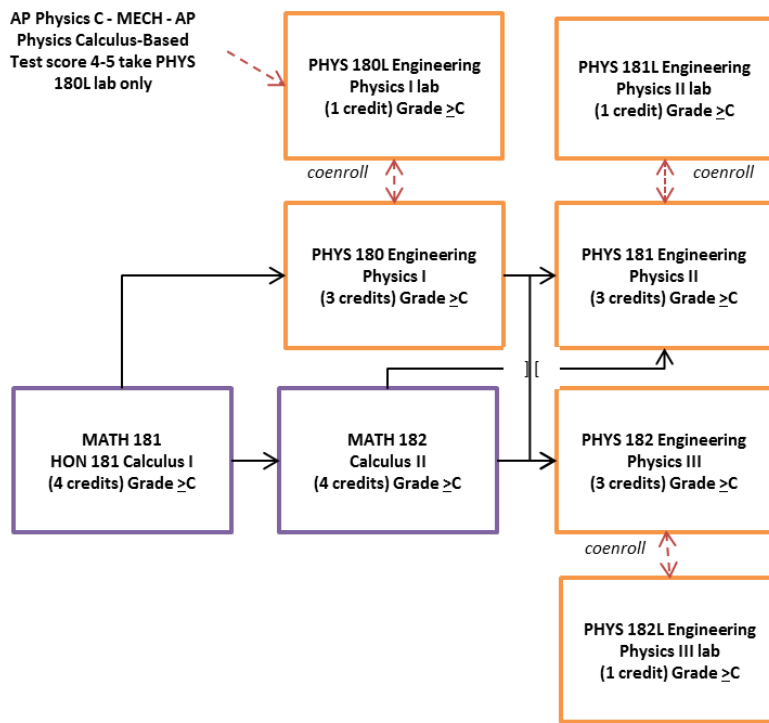 AP Physics C - MECH - AP
Physics Calculus-Based
Test score 4-5 take PHYS
180L lab only
PHYS 180L Engineering
Physics I lab
(1 credit) Grade ≥C
PHYS 181L Engineering
Physics II lab
(1 credit) Grade ≥C
coenroll
coenroll
PHYS 180 Engineering
Physics I
(3 credits) Grade ≥C
PHYS 181 Engineering
Physics II
(3 credits) Grade ≥C
] [
MATH 181
HON 181 Calculus I
(4 credits) Grade ≥C
MATH 182
Calculus II
(4 credits) Grade ≥C
PHYS 182 Engineering
Physics III
(3 credits) Grade ≥C
coenroll
PHYS 182L Engineering
Physics III lab
(1 credit) Grade ≥C